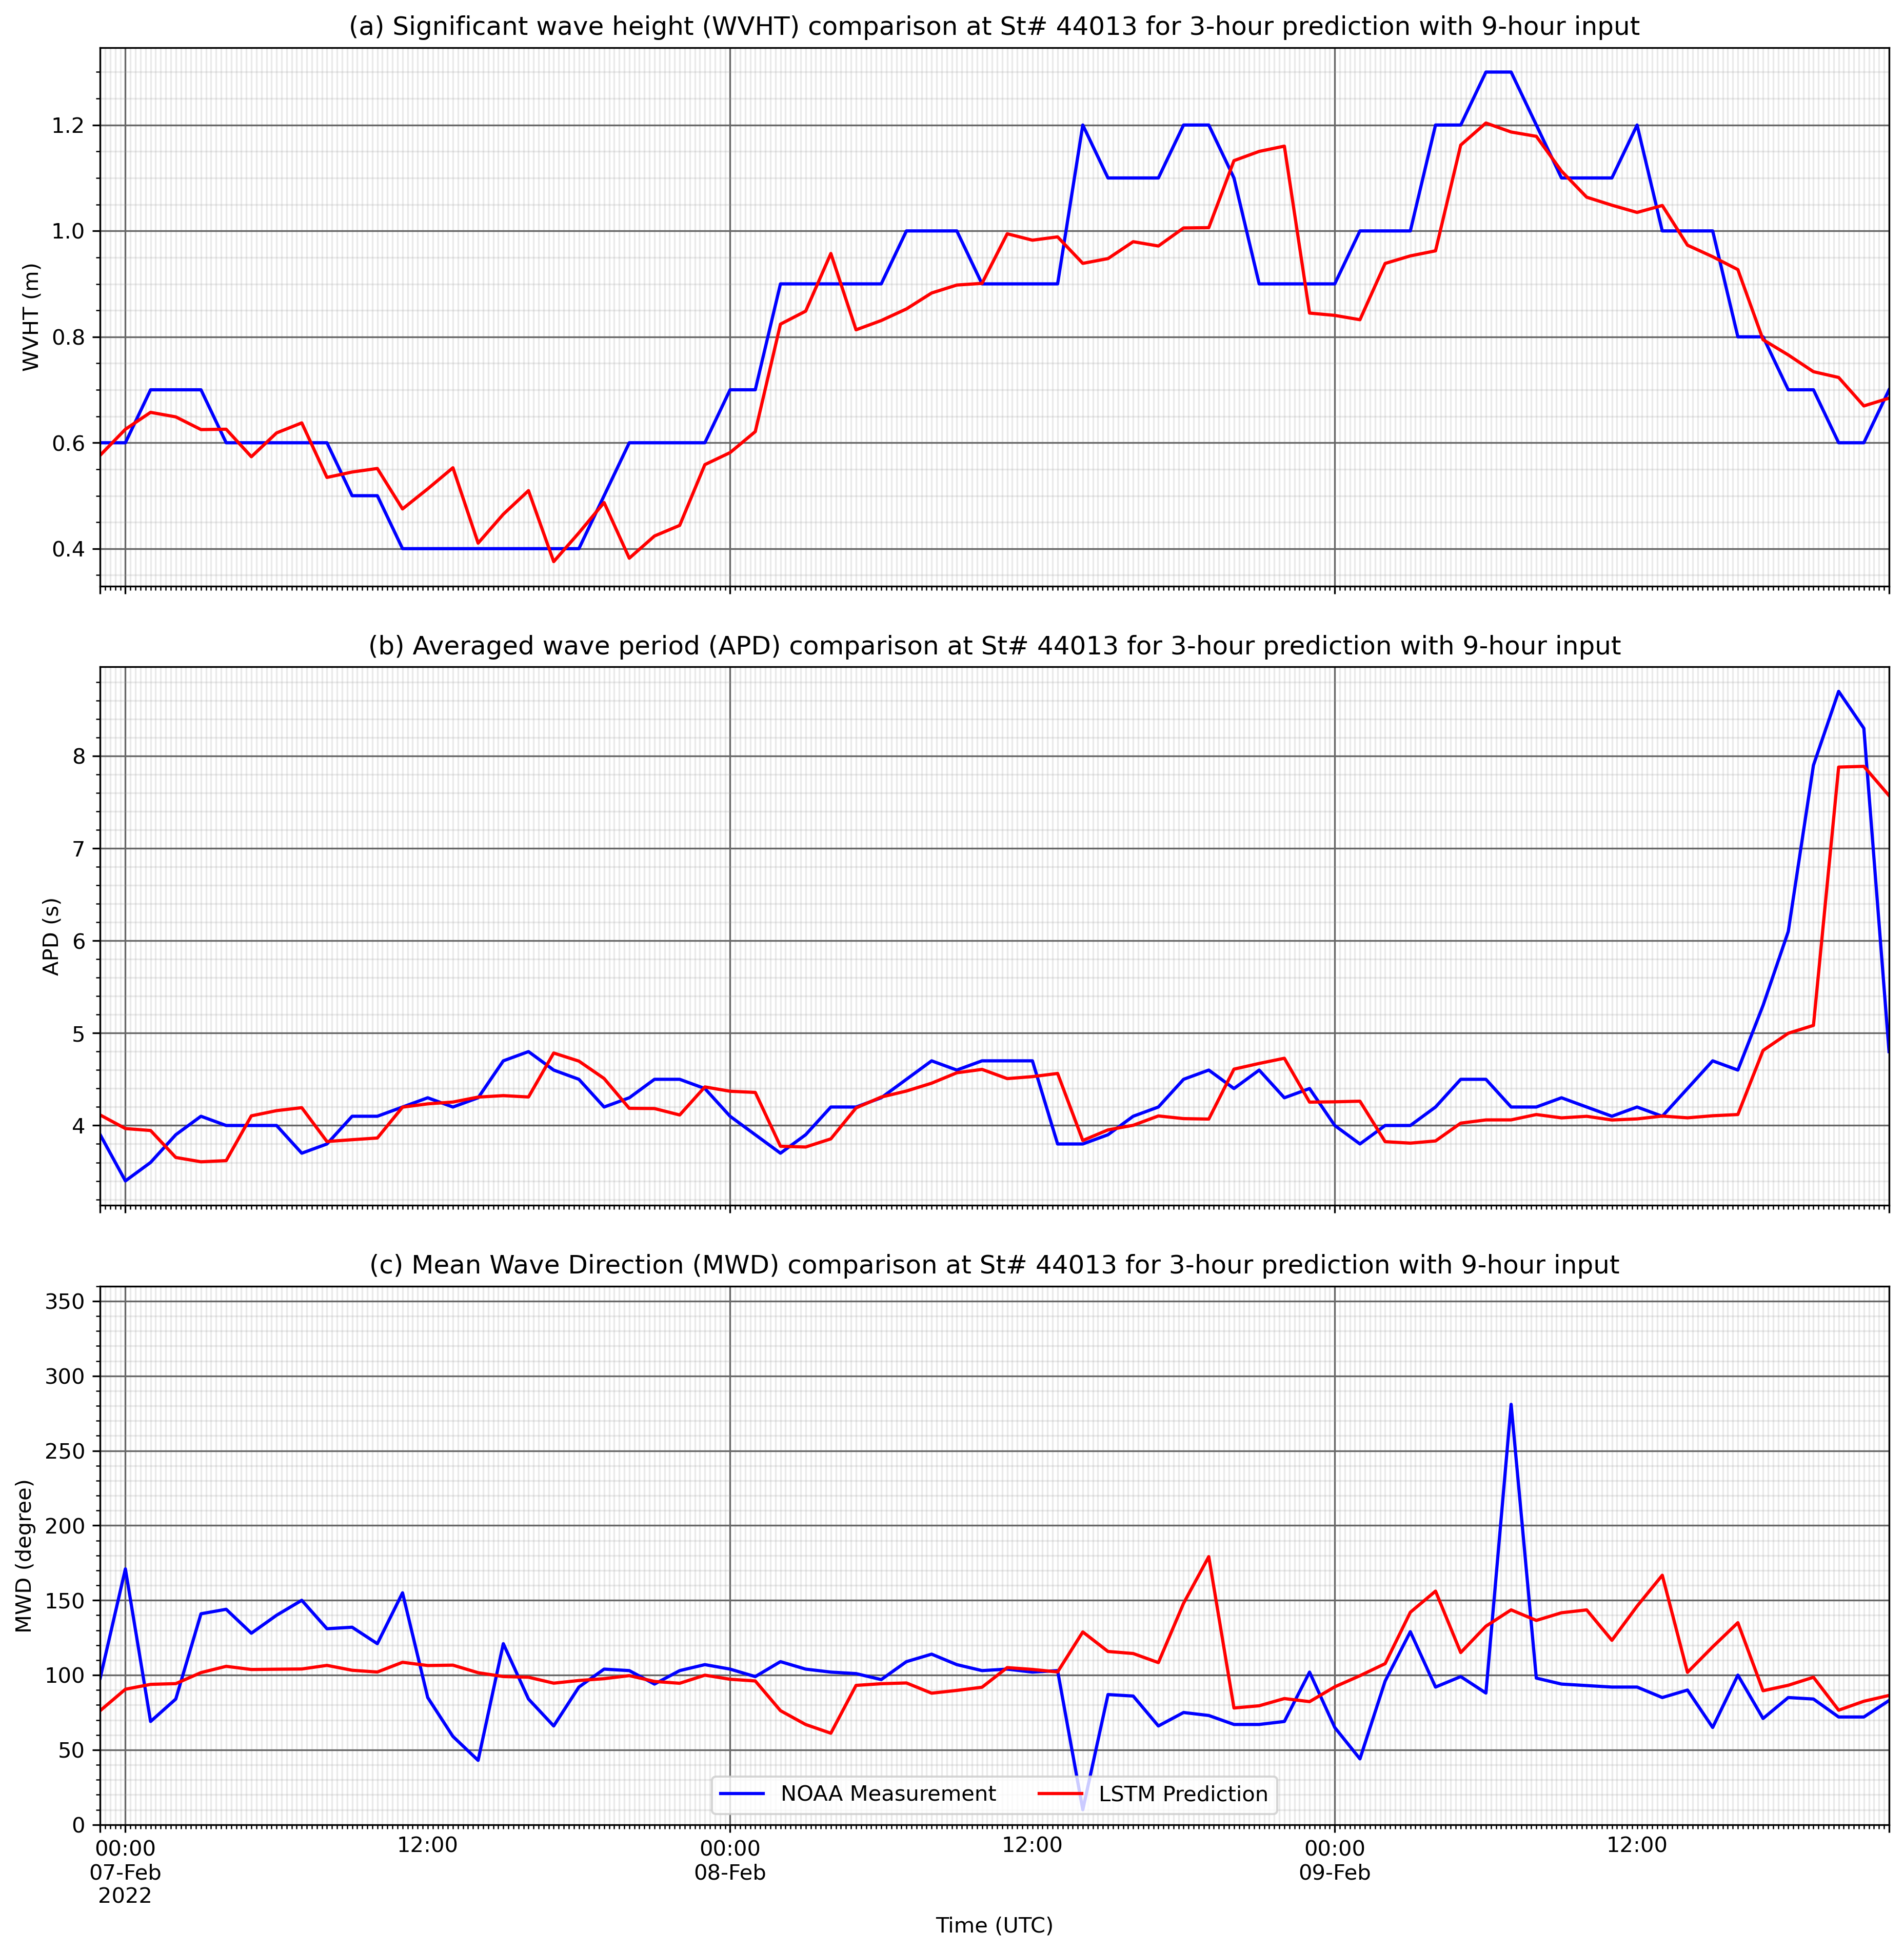 (a) Significant wave height (WVHT) comparison at St# 44013 for 3-hour prediction with 9-hour input
WVHT (m)
1.2
1.0
0.8
0.6
0.4
(b) Averaged wave period (APD) comparison at St# 44013 for 3-hour prediction with 9-hour input
APD (s)
8
7
6
5
4
(c) Mean Wave Direction (MWD) comparison at St# 44013 for 3-hour prediction with 9-hour input
MWD (degree)
350
300
250
200
150
100
50
0
NOAA Measurement LSTM Prediction
00:00 12:00 00:00 12:00 00:00 12:00
07-Feb 08-Feb 09-Feb
2022
Time (UTC)